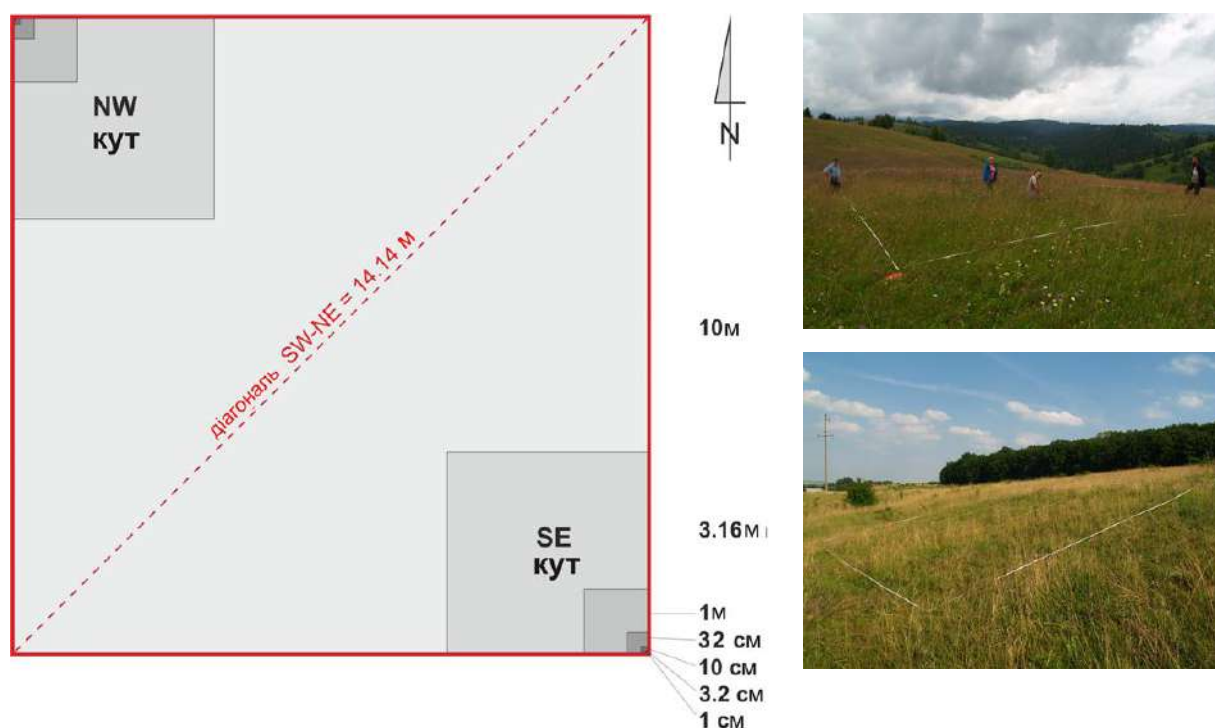 NW
кут
N
діагональ SW-NE = 14.14 м
10м
3.16м
SE
кут
1м
32 см
10 см
3.2 см
1 см